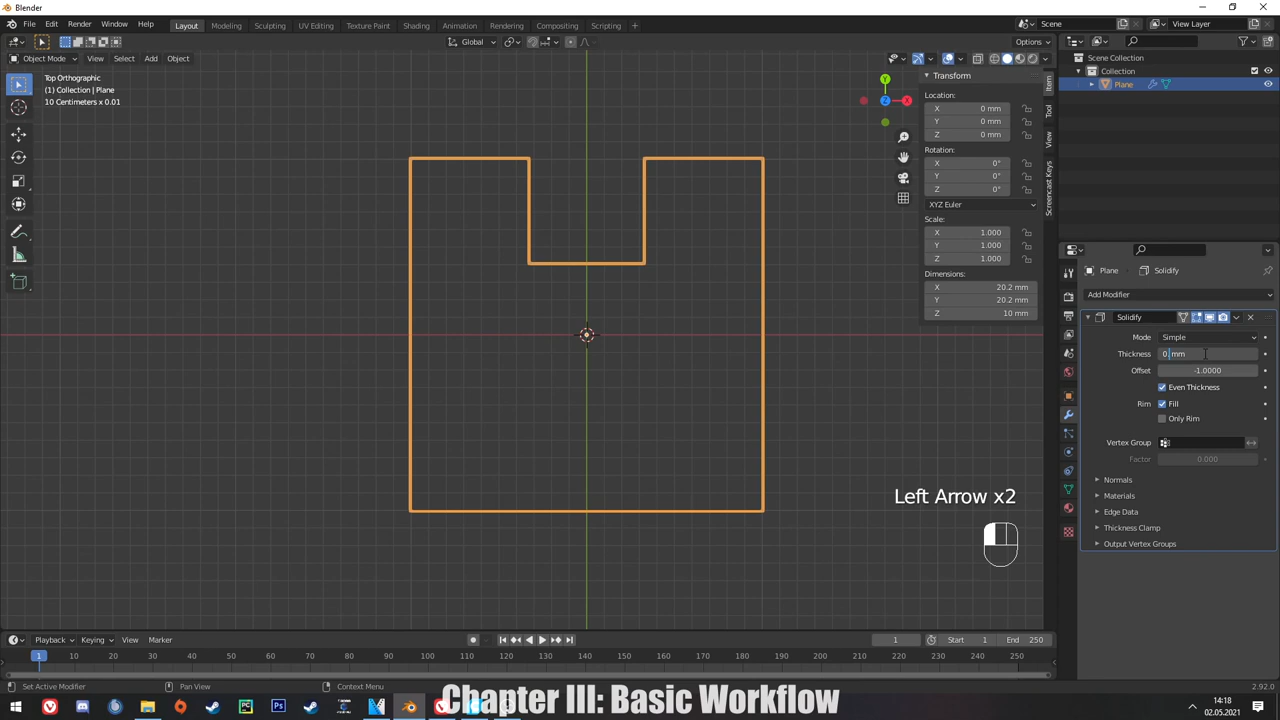 Blender
File Edit Render Window Help Layout Modeling Sculpting UV Editing Texture Paint Shading Animation Rendering Compositing Scripting + Scene View Layer
Global Options
Object Mode View Select Add Object
Top Orthographic
(1) Collection | Plane
10 Centimeters x 0.01
Y
Z X
Transform
Location:
X 0 mm
Y 0 mm
Z 0 mm
Rotation:
X 0°
Y 0°
Z 0°
XYZ Euler
Scale:
X 1.000
Y 1.000
Z 1.000
Dimensions:
X 20.2 mm
Y 20.2 mm
Z 10 mm
Item
Tool
View
Screencast Keys
Scene Collection
Collection
Plane
Plane Solidify
Add Modifier
Solidify
Mode Simple
Thickness 0. mm
Offset -1.0000
Even Thickness
Rim Fill
Only Rim
Vertex Group
Factor 0.000
Normals
Materials
Edge Data
Thickness Clamp
Output Vertex Groups
Left Arrow x2
Playback Keying View Marker 1 Start 1 End 250
1 10 20 30 40 50 60 70 80 90 100 110 120 130 140 150 160 170 180 190 200 210 220 230 240 250
Set Active Modifier Pan View Context Menu 2.92.0
Chapter III: Basic Workflow
14:18
02.05.2021